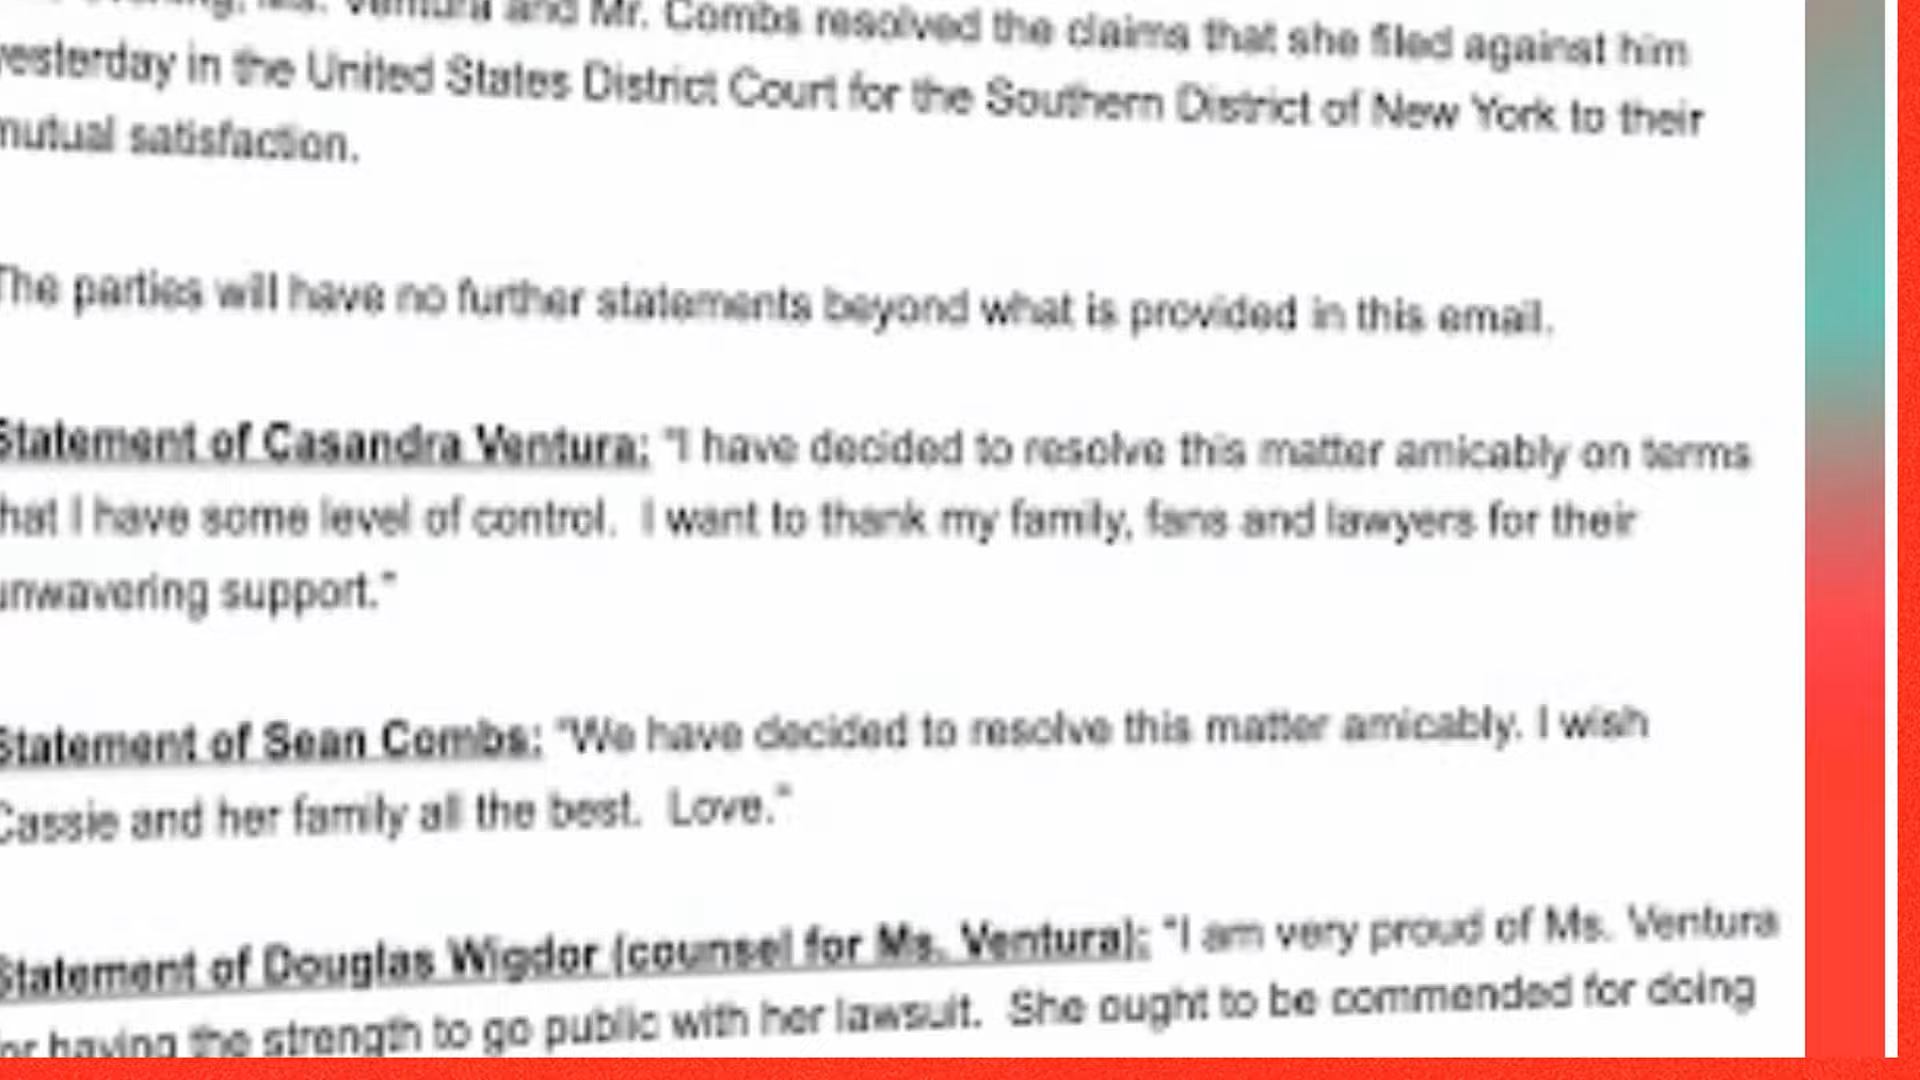 Ms. Ventura and Mr. Combs resolved the claims that she filed against him
yesterday in the United States District Court for the Southern District of New York to their
mutual satisfaction.
The parties will have no further statements beyond what is provided in this email.
Statement of Casandra Ventura: "I have decided to resolve this matter amicably on terms
that I have some level of control. I want to thank my family, fans and lawyers for their
unwavering support."
Statement of Sean Combs: "We have decided to resolve this matter amicably. I wish
Cassie and her family all the best. Love."
Statement of Douglas Wigdor (counsel for Ms. Ventura): "I am very proud of Ms. Ventura
for having the strength to go public with her lawsuit. She ought to be commended for doing